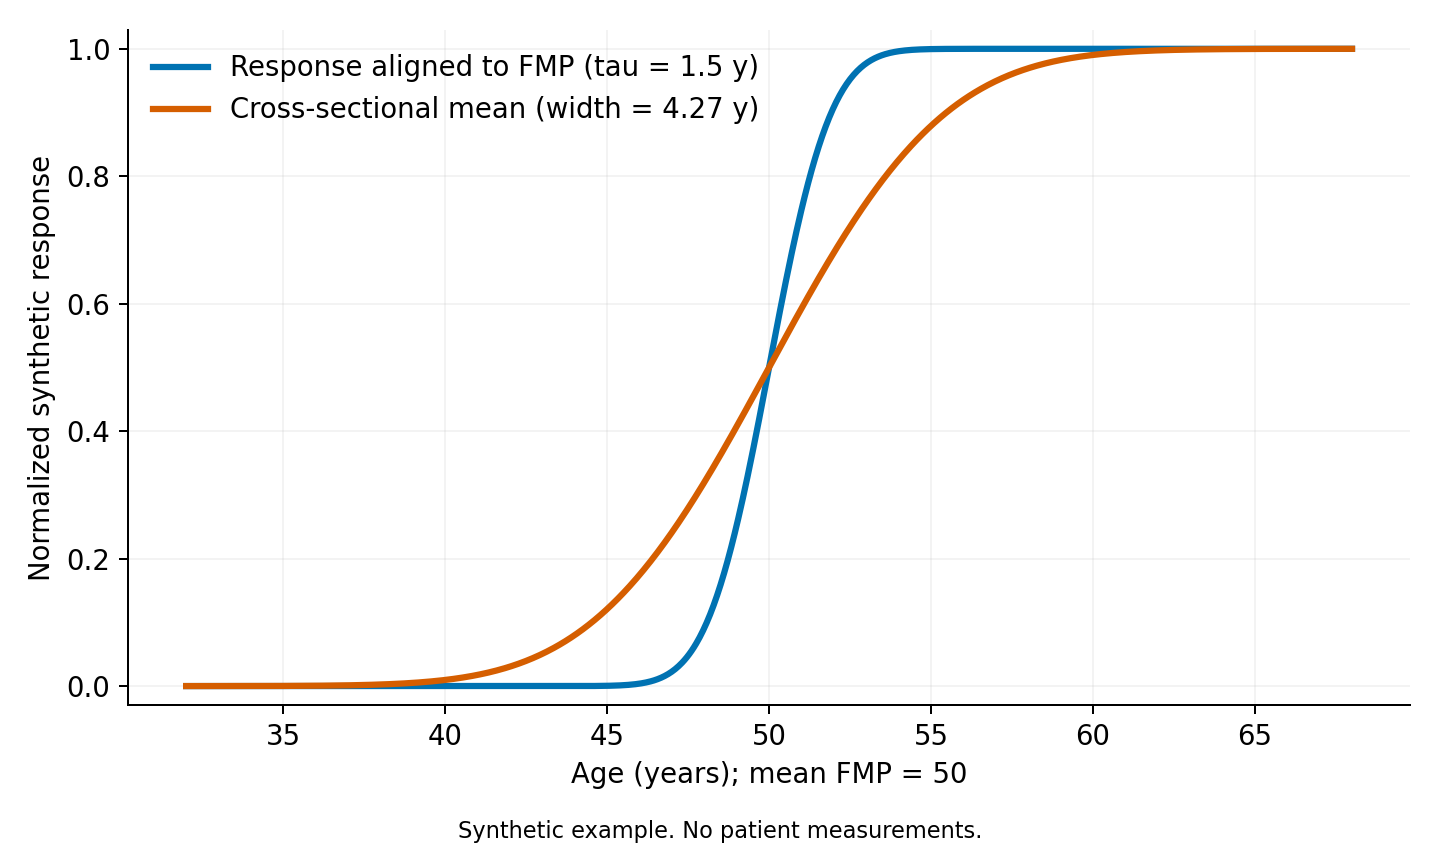 Response aligned to FMP (tau = 1.5 y)
Cross-sectional mean (width = 4.27 y)
Normalized synthetic response
1.0
0.8
0.6
0.4
0.2
0.0
35 40 45 50 55 60 65
Age (years); mean FMP = 50
Synthetic example. No patient measurements.